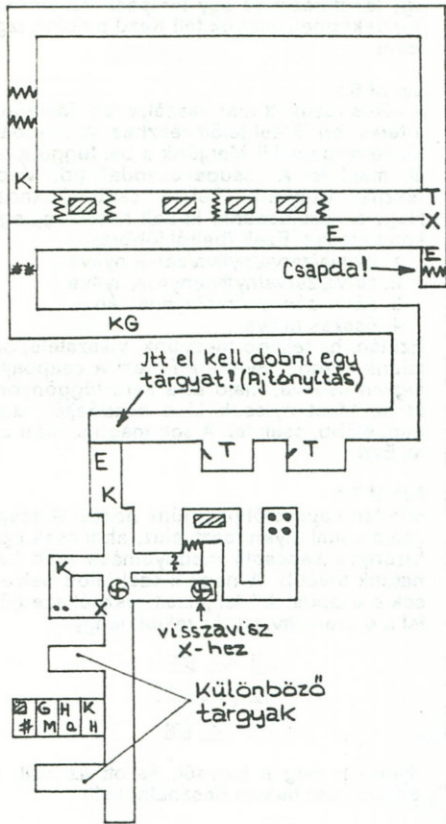 K
T
X
E
E
Csapda!
##
KG
Itt el kell dobni egy
tárgyat! (Ajtónyitás)
E
T
T
K
K
X
visszavisz
X-hez
Különböző
tárgyak
G H K
# M Q H